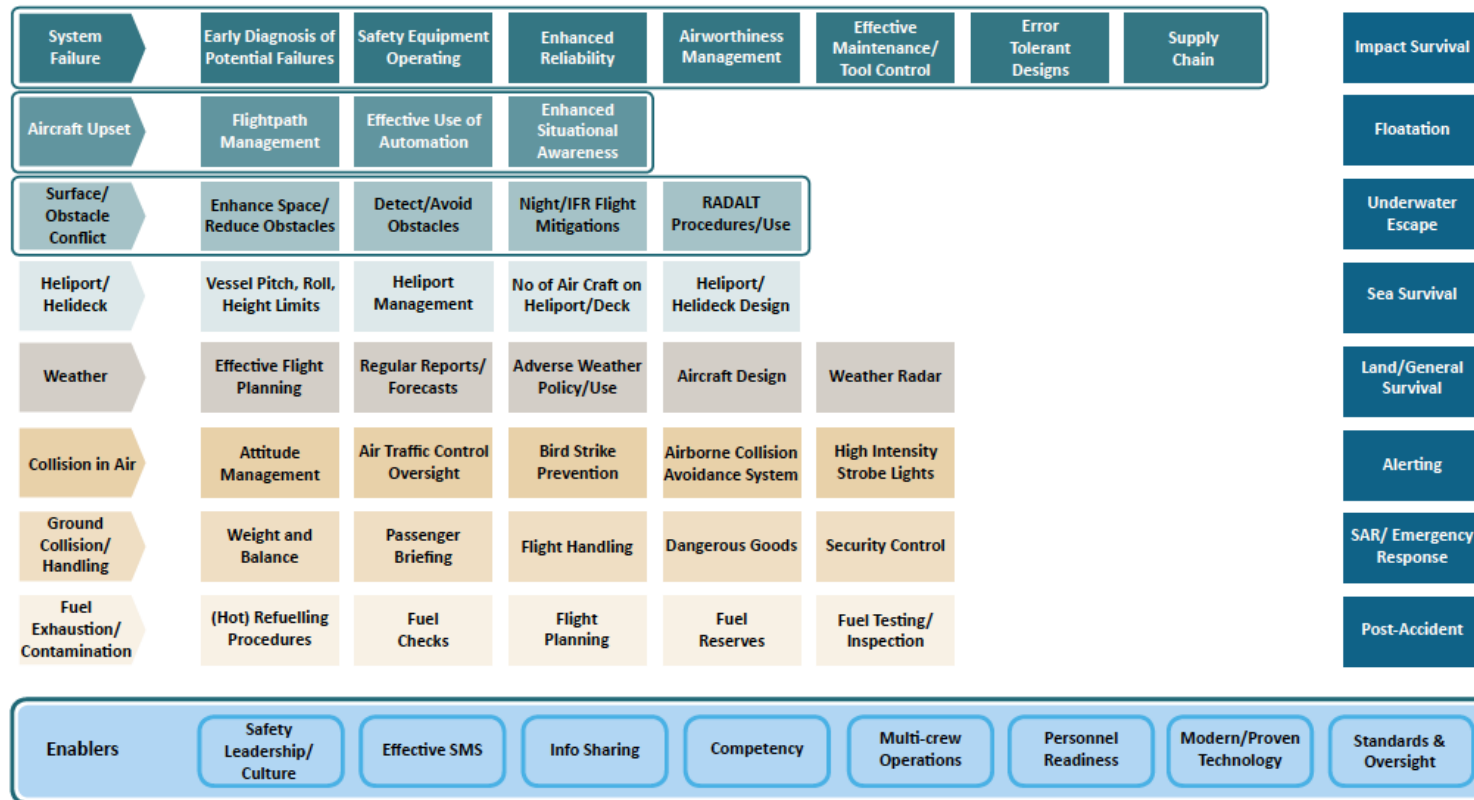 System
Failure
Early Diagnosis of
Potential Failures
Safety Equipment
Operating
Enhanced
Reliability
Airworthiness
Management
Effective
Maintenance/
Tool Control
Error
Tolerant
Designs
Supply
Chain
Impact Survival
Aircraft Upset
Flightpath
Management
Effective Use of
Automation
Enhanced
Situational
Awareness
Floatation
Surface/
Obstacle
Conflict
Enhance Space/
Reduce Obstacles
Detect/Avoid
Obstacles
Night/IFR Flight
Mitigations
RADALT
Procedures/Use
Underwater
Escape
Heliport/
Helideck
Vessel Pitch, Roll,
Height Limits
Heliport
Management
No of Air Craft on
Heliport/Deck
Heliport/
Helideck Design
Sea Survival
Weather
Effective Flight
Planning
Regular Reports/
Forecasts
Adverse Weather
Policy/Use
Aircraft Design
Weather Radar
Land/General
Survival
Collision in Air
Attitude
Management
Air Traffic Control
Oversight
Bird Strike
Prevention
Airborne Collision
Avoidance System
High Intensity
Strobe Lights
Alerting
Ground
Collision/
Handling
Weight and
Balance
Passenger
Briefing
Flight Handling
Dangerous Goods
Security Control
SAR/ Emergency
Response
Fuel
Exhaustion/
Contamination
(Hot) Refuelling
Procedures
Fuel
Checks
Flight
Planning
Fuel
Reserves
Fuel Testing/
Inspection
Post-Accident
Enablers
Safety
Leadership/
Culture
Effective SMS
Info Sharing
Competency
Multi-crew
Operations
Personnel
Readiness
Modern/Proven
Technology
Standards &
Oversight